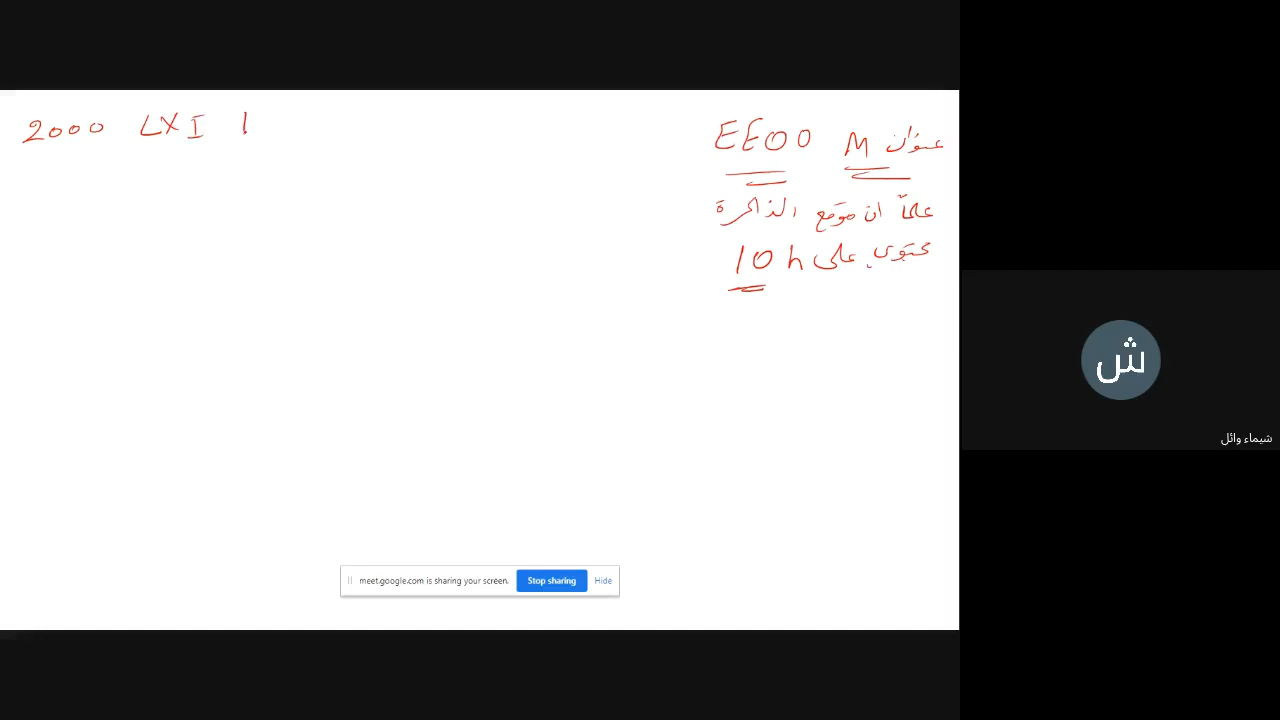 2000 LXI
عنوان M EE00
علماً ان موقع الذاكرة
يحتوي على 10h
ش
شيماء وائل
meet.google.com is sharing your screen.
Stop sharing
Hide